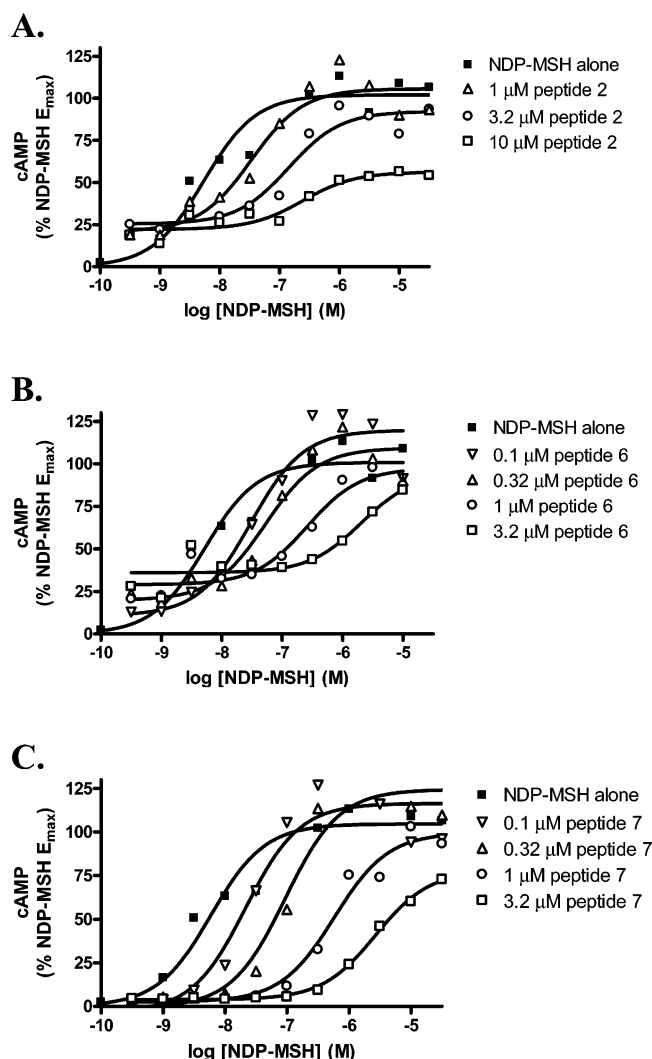 A.
cAMP
(% NDP-MSH Emax)
125
100
75
50
25
0
-10 -9 -8 -7 -6 -5
log [NDP-MSH] (M)
NDP-MSH alone
1 μM peptide 2
3.2 μM peptide 2
10 μM peptide 2
B.
cAMP
(% NDP-MSH Emax)
125
100
75
50
25
0
-10 -9 -8 -7 -6 -5
log [NDP-MSH] (M)
NDP-MSH alone
0.1 μM peptide 6
0.32 μM peptide 6
1 μM peptide 6
3.2 μM peptide 6
C.
cAMP
(% NDP-MSH Emax)
125
100
75
50
25
0
-10 -9 -8 -7 -6 -5
log [NDP-MSH] (M)
NDP-MSH alone
0.1 μM peptide 7
0.32 μM peptide 7
1 μM peptide 7
3.2 μM peptide 7